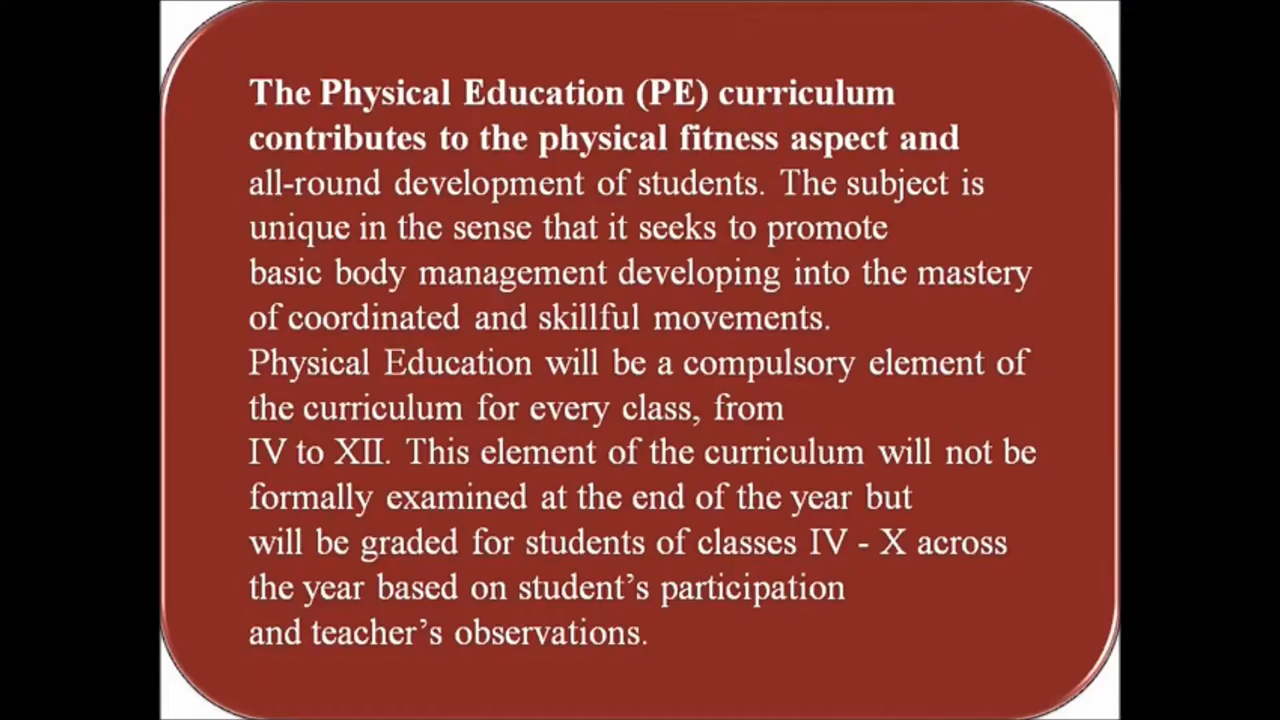 The Physical Education (PE) curriculum
contributes to the physical fitness aspect and
all-round development of students. The subject is
unique in the sense that it seeks to promote
basic body management developing into the mastery
of coordinated and skillful movements.
Physical Education will be a compulsory element of
the curriculum for every class, from
IV to XII. This element of the curriculum will not be
formally examined at the end of the year but
will be graded for students of classes IV - X across
the year based on student’s participation
and teacher’s observations.